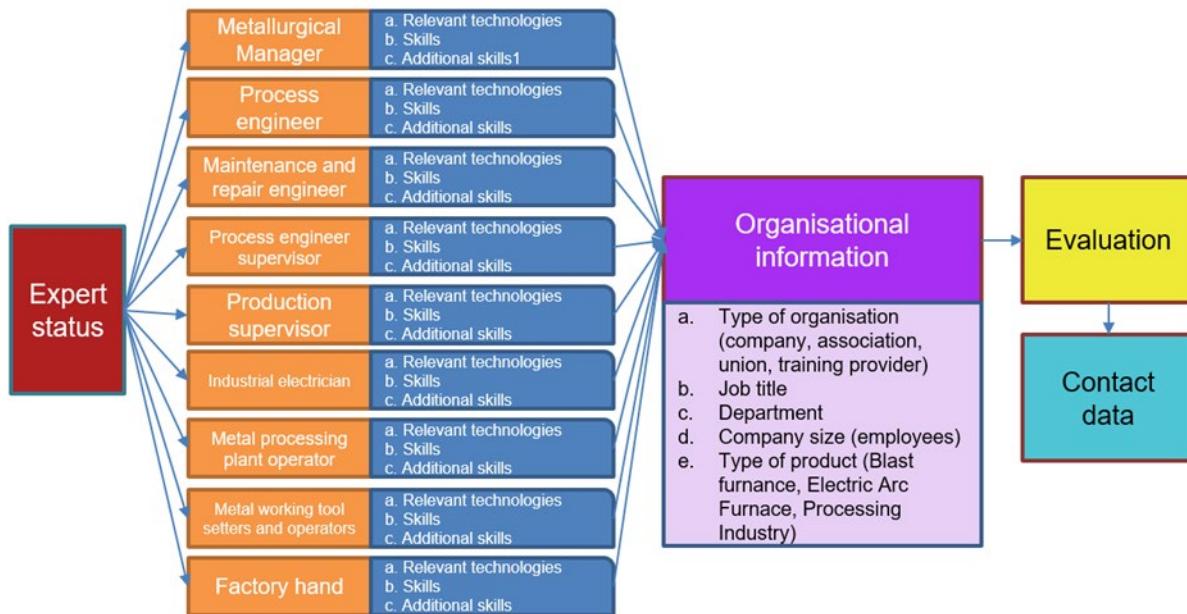 Expert
status
Metallurgical
Manager
a. Relevant technologies
b. Skills
c. Additional skills1
Process
engineer
a. Relevant technologies
b. Skills
c. Additional skills
Maintenance and
repair engineer
a. Relevant technologies
b. Skills
c. Additional skills
Process engineer
supervisor
a. Relevant technologies
b. Skills
c. Additional skills
Production
supervisor
a. Relevant technologies
b. Skills
c. Additional skills
Industrial electrician
a. Relevant technologies
b. Skills
c. Additional skills
Metal processing
plant operator
a. Relevant technologies
b. Skills
c. Additional skills
Metal working tool
setters and operators
a. Relevant technologies
b. Skills
c. Additional skills
Factory hand
a. Relevant technologies
b. Skills
c. Additional skills
Organisational
information
a. Type of organisation
(company, association,
union, training provider)
b. Job title
c. Department
d. Company size (employees)
e. Type of product (Blast
furnance, Electric Arc
Furnace, Processing
Industry)
Evaluation
Contact
data